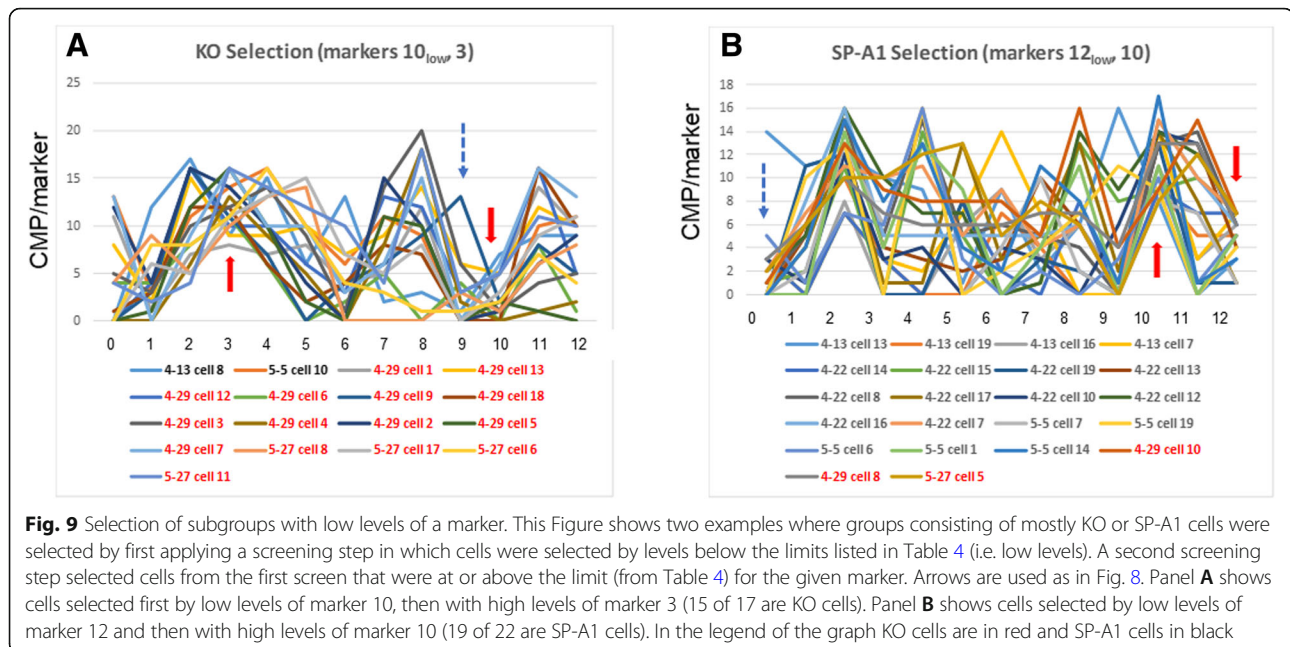 A
KO Selection (markers 10low, 3)
CMP/marker
25
20
15
10
5
0
0 1 2 3 4 5 6 7 8 9 10 11 12
4-13 cell 8 5-5 cell 10 4-29 cell 1 4-29 cell 13
4-29 cell 12 4-29 cell 6 4-29 cell 9 4-29 cell 18
4-29 cell 3 4-29 cell 4 4-29 cell 2 4-29 cell 5
4-29 cell 7 5-27 cell 8 5-27 cell 17 5-27 cell 6
5-27 cell 11
B
SP-A1 Selection (markers 12low, 10)
CMP/marker
18
16
14
12
10
8
6
4
2
0
0 1 2 3 4 5 6 7 8 9 10 11 12
4-13 cell 13 4-13 cell 19 4-13 cell 16 4-13 cell 7
4-22 cell 14 4-22 cell 15 4-22 cell 19 4-22 cell 13
4-22 cell 8 4-22 cell 17 4-22 cell 10 4-22 cell 12
4-22 cell 16 4-22 cell 7 5-5 cell 7 5-5 cell 19
5-5 cell 6 5-5 cell 1 5-5 cell 14 4-29 cell 10
4-29 cell 8 5-27 cell 5
Fig. 9 Selection of subgroups with low levels of a marker. This Figure shows two examples where groups consisting of mostly KO or SP-A1 cells were
selected by first applying a screening step in which cells were selected by levels below the limits listed in Table 4 (i.e. low levels). A second screening
step selected cells from the first screen that were at or above the limit (from Table 4) for the given marker. Arrows are used as in Fig. 8. Panel A shows
cells selected first by low levels of marker 10, then with high levels of marker 3 (15 of 17 are KO cells). Panel B shows cells selected by low levels of
marker 12 and then with high levels of marker 10 (19 of 22 are SP-A1 cells). In the legend of the graph KO cells are in red and SP-A1 cells in black